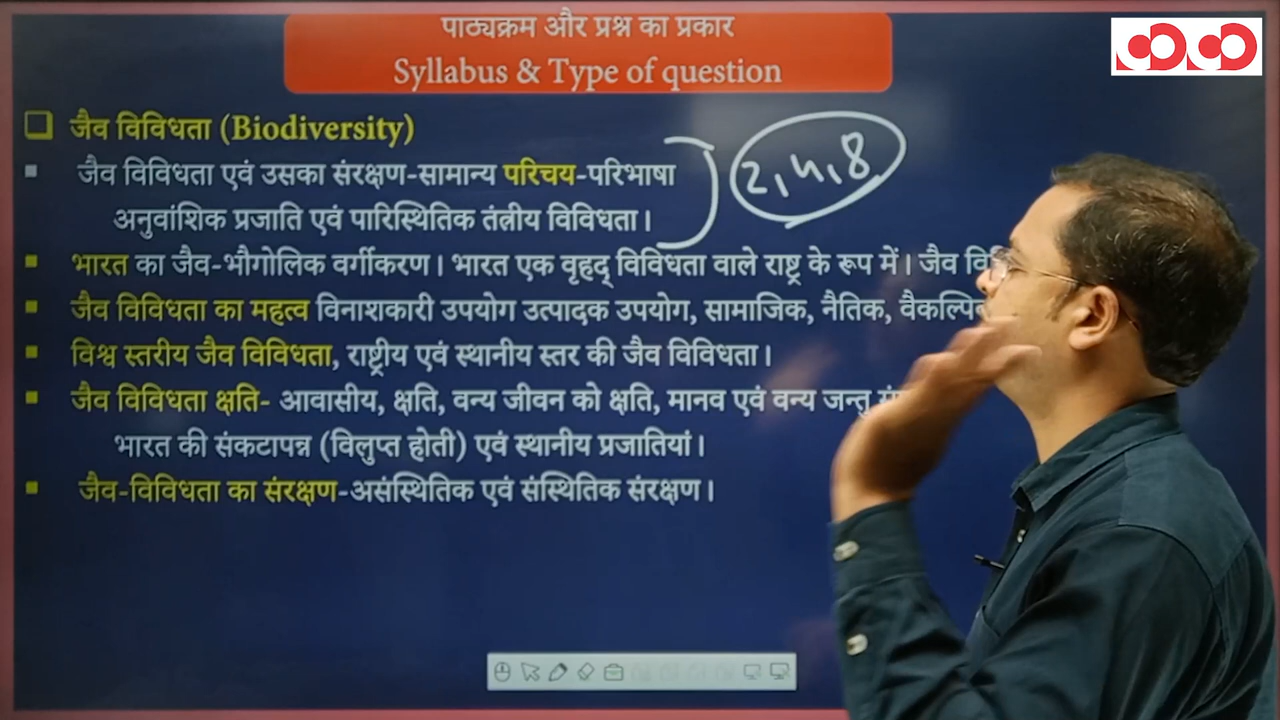 पाठ्यक्रम और प्रश्न का प्रकार
Syllabus & Type of question
जैव विविधता (Biodiversity)
जैव विविधता एवं उसका संरक्षण-सामान्य परिचय-परिभाषा
2, 4, 8
अनुवांशिक प्रजाति एवं पारिस्थितिक तंत्रीय विविधता।
भारत का जैव-भौगोलिक वर्गीकरण। भारत एक वृहद् विविधता वाले राष्ट्र के रूप में। जैव
जैव विविधता का महत्व विनाशकारी उपयोग उत्पादक उपयोग, सामाजिक, नैतिक,
विश्व स्तरीय जैव विविधता, राष्ट्रीय एवं स्थानीय स्तर की जैव विविधता।
जैव विविधता क्षति- आवासीय, क्षति, वन्य जीवन को क्षति, मानव एवं वन्य जन्तु
भारत की संकटापन्न (विलुप्त होती) एवं स्थानीय प्रजातियां।
जैव-विविधता का संरक्षण-असंस्थितिक एवं संस्थितिक संरक्षण।